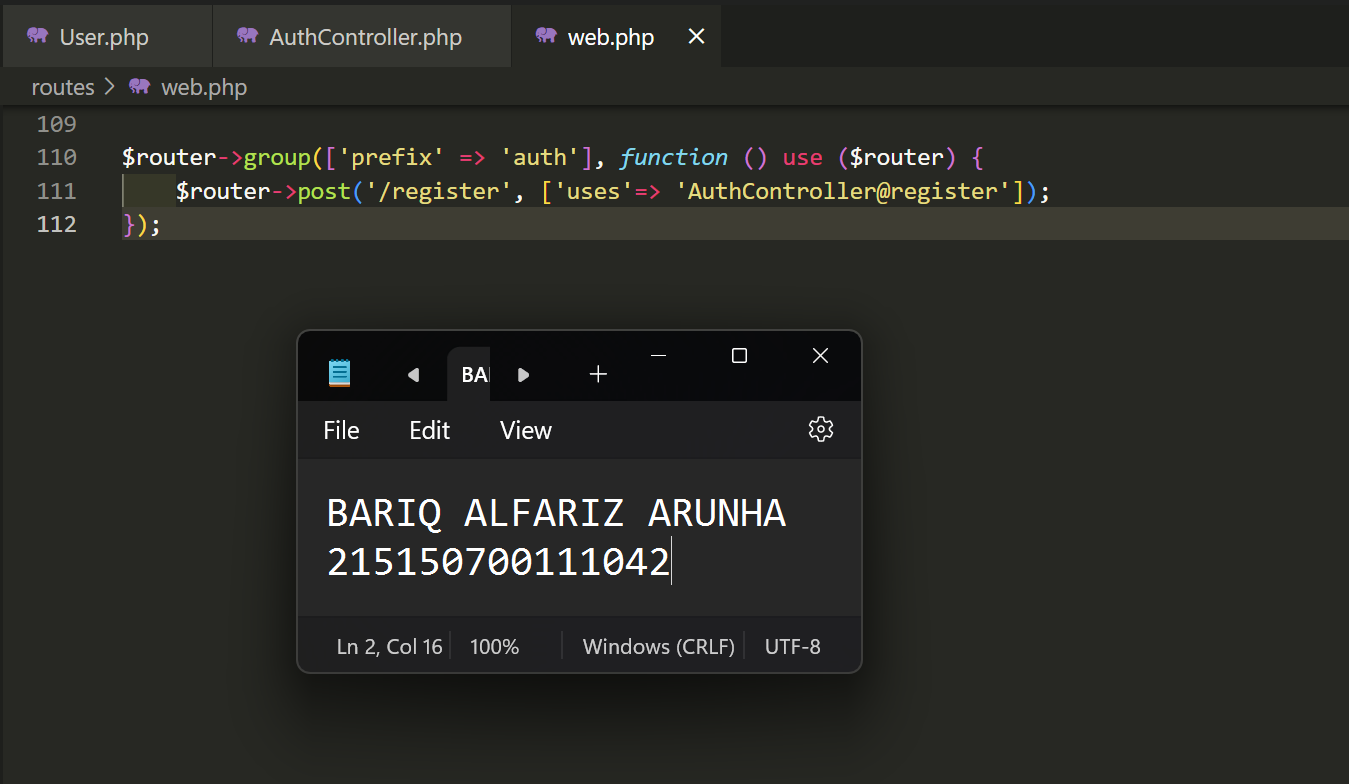 User.php AuthController.php web.php
routes > web.php
109
110 $router->group(['prefix' => 'auth'], function () use ($router) {
111     $router->post('/register', ['uses'=> 'AuthController@register']);
112 });
BA
File Edit View
BARIQ ALFARIZ ARUNHA
215150700111042
Ln 2, Col 16 100% Windows (CRLF) UTF-8